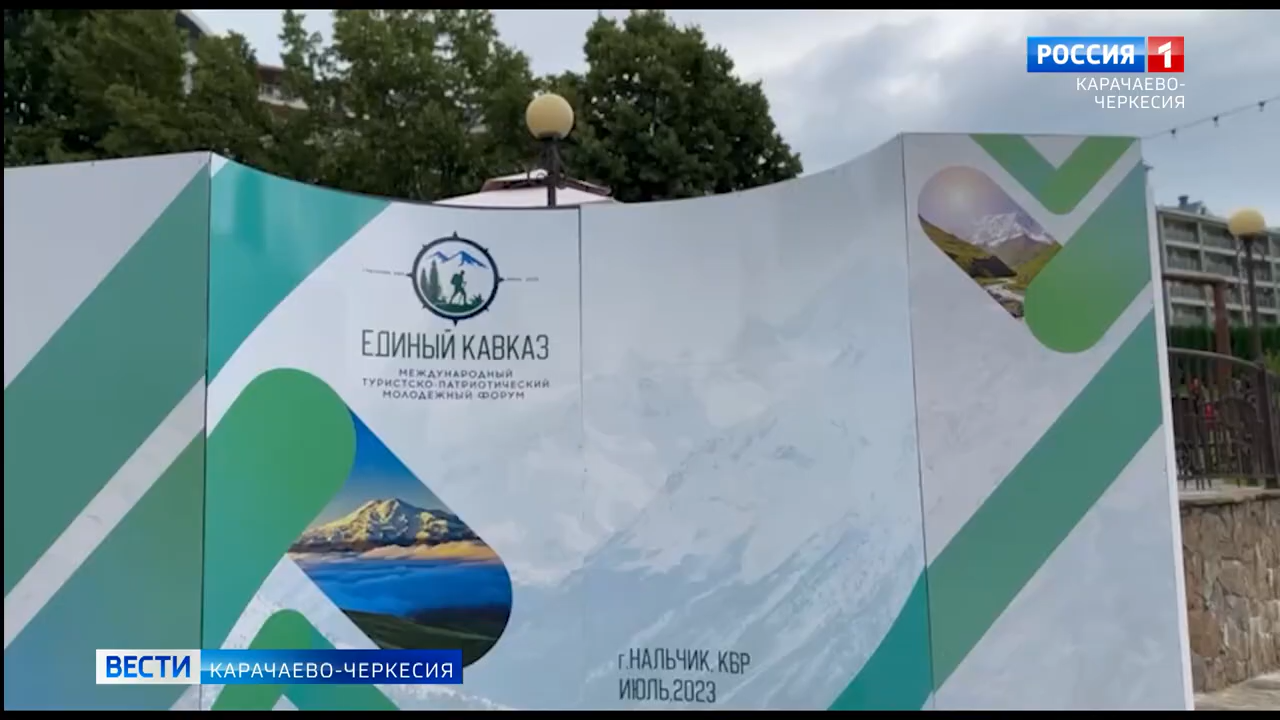 РОССИЯ 1
КАРАЧАЕВО-
ЧЕРКЕСИЯ
ЕДИНЫЙ КАВКАЗ
МЕЖДУНАРОДНЫЙ
ТУРИСТСКО-ПАТРИОТИЧЕСКИЙ
МОЛОДЕЖНЫЙ ФОРУМ
г.НАЛЬЧИК, КБР
ИЮЛЬ,2023
ВЕСТИ КАРАЧАЕВО-ЧЕРКЕСИЯ